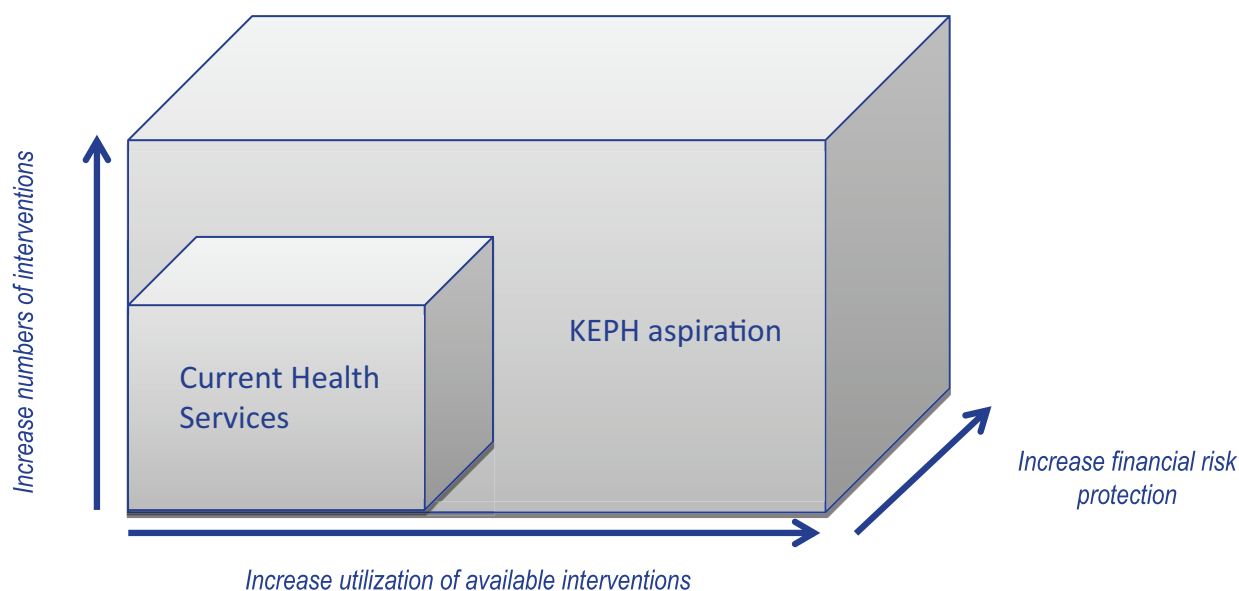 Increase numbers of interventions
KEPH aspiration
Current Health
Services
Increase financial risk
protection
Increase utilization of available interventions